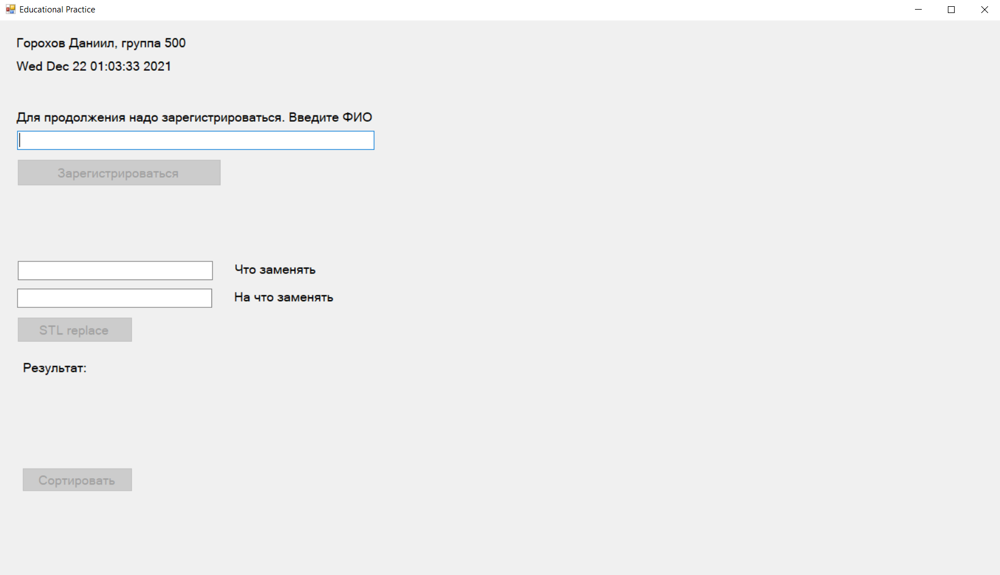 Educational Practice
Горохов Даниил, группа 500
Wed Dec 22 01:03:33 2021
Для продолжения надо зарегистрироваться. Введите ФИО
Зарегистрироваться
Что заменять
На что заменять
STL replace
Результат:
Сортировать